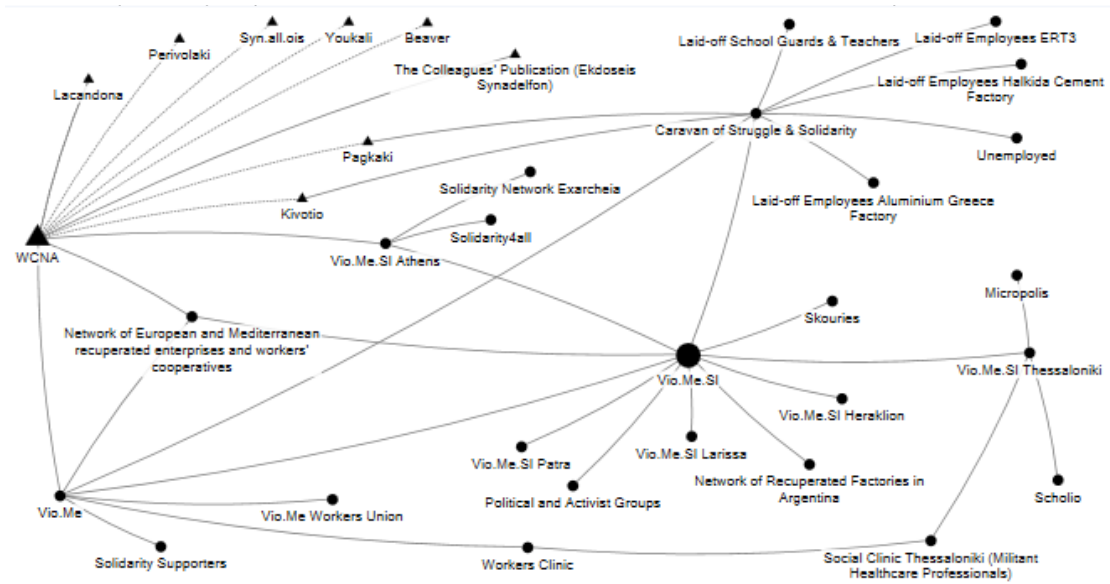 Syn.all.ois
Youkali
Beaver
Perivolaki
Laid-off School Guards & Teachers
Laid-off Employees ERT3
The Colleagues' Publication (Ekdoseis
Synadelfon)
Lacandona
Laid-off Employees Halkida Cement
Factory
Caravan of Struggle & Solidarity
Pagkaki
Unemployed
Solidarity Network Exarcheia
Laid-off Employees Aluminium Greece
Factory
Kivotio
Solidarity4all
WCNA
Vio.Me.SI Athens
Micropolis
Skouries
Network of European and Mediterranean
recuperated enterprises and workers'
cooperatives
Vio.Me.SI
Vio.Me.SI Thessaloniki
Vio.Me.SI Heraklion
Vio.Me.SI Larissa
Vio.Me.SI Patra
Network of Recuperated Factories in
Argentina
Political and Activist Groups
Scholio
Vio.Me
Vio.Me Workers Union
Solidarity Supporters
Workers Clinic
Social Clinic Thessaloniki (Militant
Healthcare Professionals)